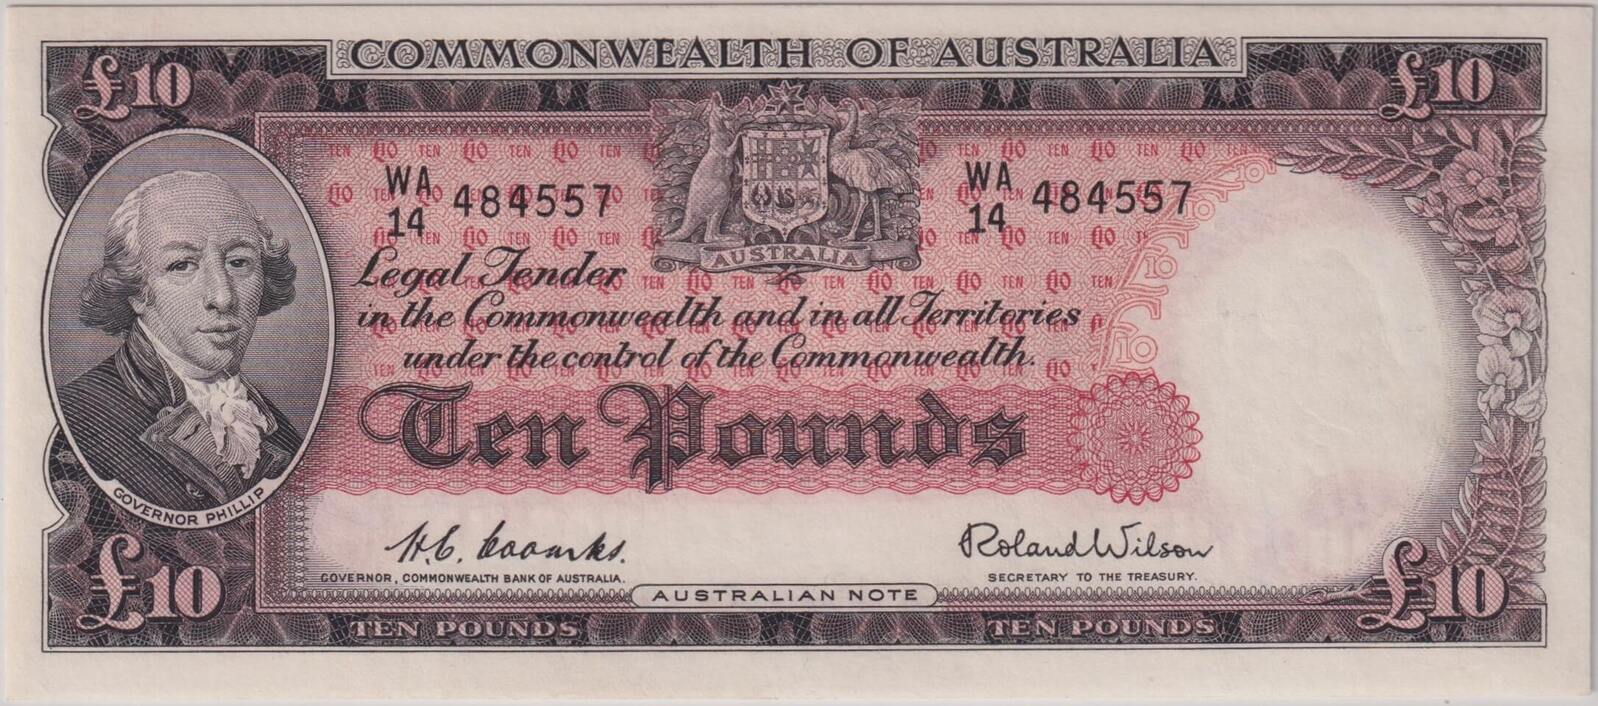 COMMONWEALTH OF AUSTRALIA
£10
£10
WA
14 484557
WA
14 484557
AUSTRALIA
Legal Tender
in the Commonwealth and in all Territories
under the control of the Commonwealth.
Ten Pounds
GOVERNOR PHILLIP
H.C. Coombs.
Roland Wilson
GOVERNOR, COMMONWEALTH BANK OF AUSTRALIA.
SECRETARY TO THE TREASURY.
AUSTRALIAN NOTE
£10
£10
TEN POUNDS
TEN POUNDS